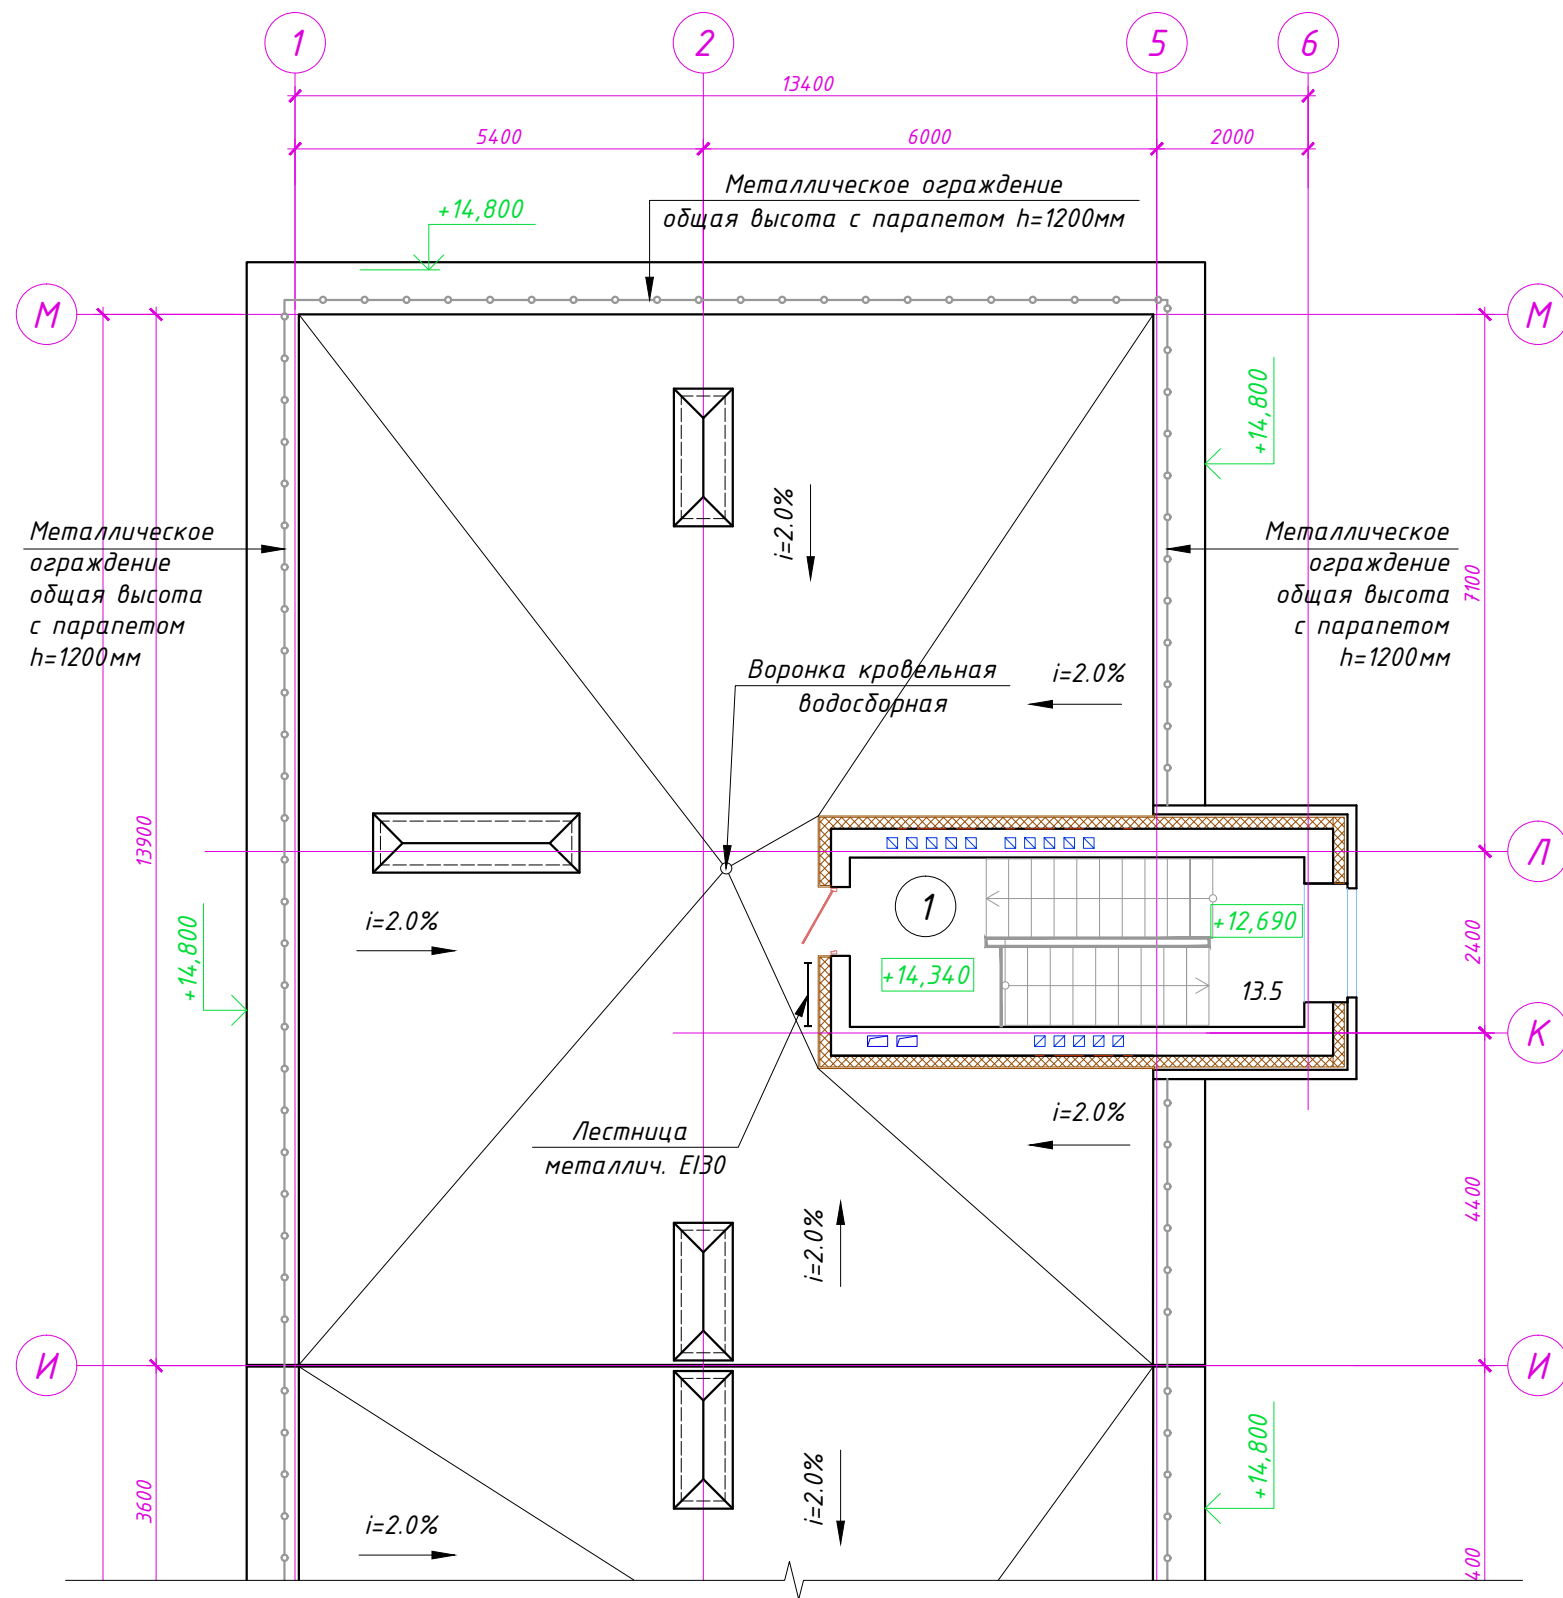 1
2
5
6
13400
5400
6000
2000
Металлическое ограждение
общая высота с парапетом h=1200мм
+14,800
М
М
+14,800
i=2.0%
Металлическое
ограждение
общая высота
с парапетом
h=1200мм
Металлическое
ограждение
общая высота
с парапетом
h=1200мм
7100
Воронка кровельная
водосборная
i=2.0%
13900
Л
1
+12,690
i=2.0%
+14,800
+14,340
13.5
2400
К
Лестница
металлич. EI30
i=2.0%
i=2.0%
4400
И
И
+14,800
i=2.0%
3600
i=2.0%
400